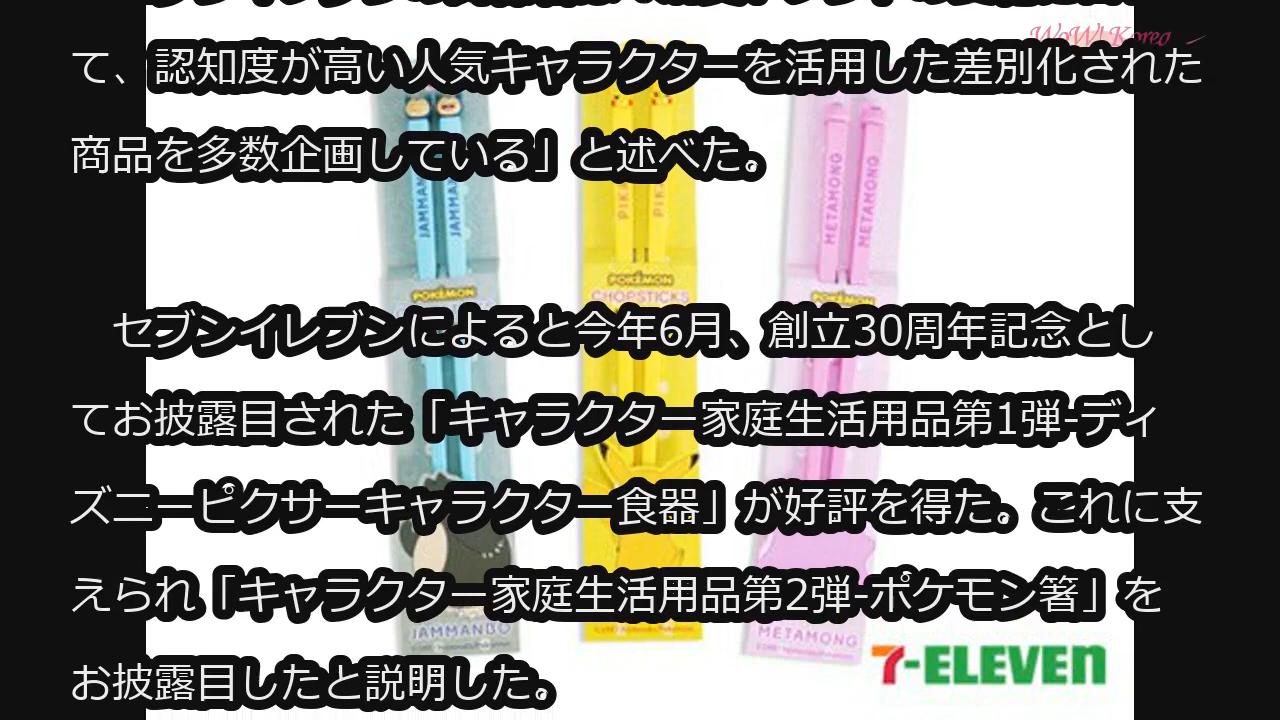 WoW! Korea
て、認知度が高い人気キャラクターを活用した差別化された
商品を多数企画している」と述べた。
セブンイレブンによると今年6月、創立30周年記念とし
てお披露目された「キャラクター家庭生活用品第1弾-ディ
ズニーピクサーキャラクター食器」が好評を得た。これに支
えられ「キャラクター家庭生活用品第2弾-ポケモン箸」を
お披露目したと説明した。
METAMONG
METAMONG
POKÉMON
POKÉMON
CHOPSTICKS
POKÉMON
JAMMANBO
METAMONG
7-ELEVEN